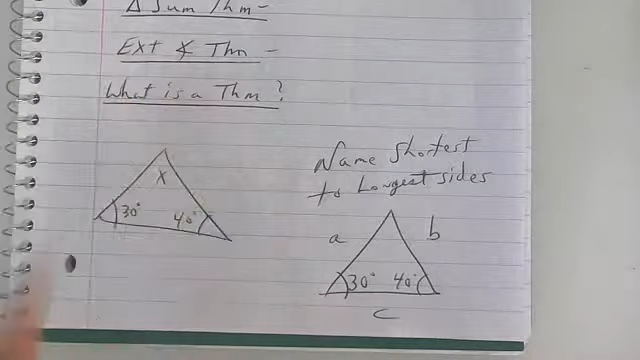 Δ Sum Thm -
Ext ∢ Thm -
What is a Thm?
Name shortest
to Longest sides
x
30° 40°
a b
30° 40°
c